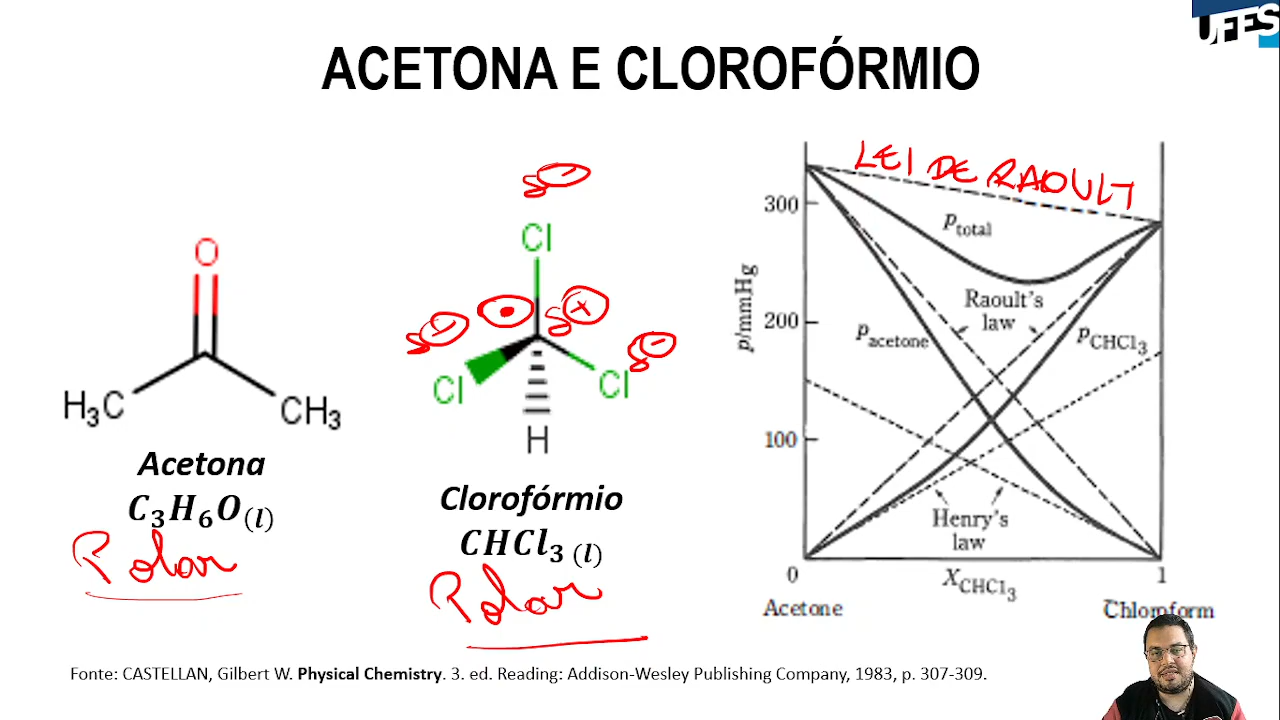 UFES
ACETONA E CLOROFÓRMIO
O
H₃C
CH₃
Acetona
C₃H₆O(l)
Polar
δ-
Cl
δ-
δ+
δ-
Cl
Cl
H
Clorofórmio
CHCl₃ (l)
Polar
LEI DE RAOULT
300
200
100
p/mmHg
Ptotal
Raoult's
law
Pacetone
PCHCl₃
Henry's
law
0
XCHCl₃
1
Acetone
Chloroform
Fonte: CASTELLAN, Gilbert W. Physical Chemistry. 3. ed. Reading: Addison-Wesley Publishing Company, 1983, p. 307-309.